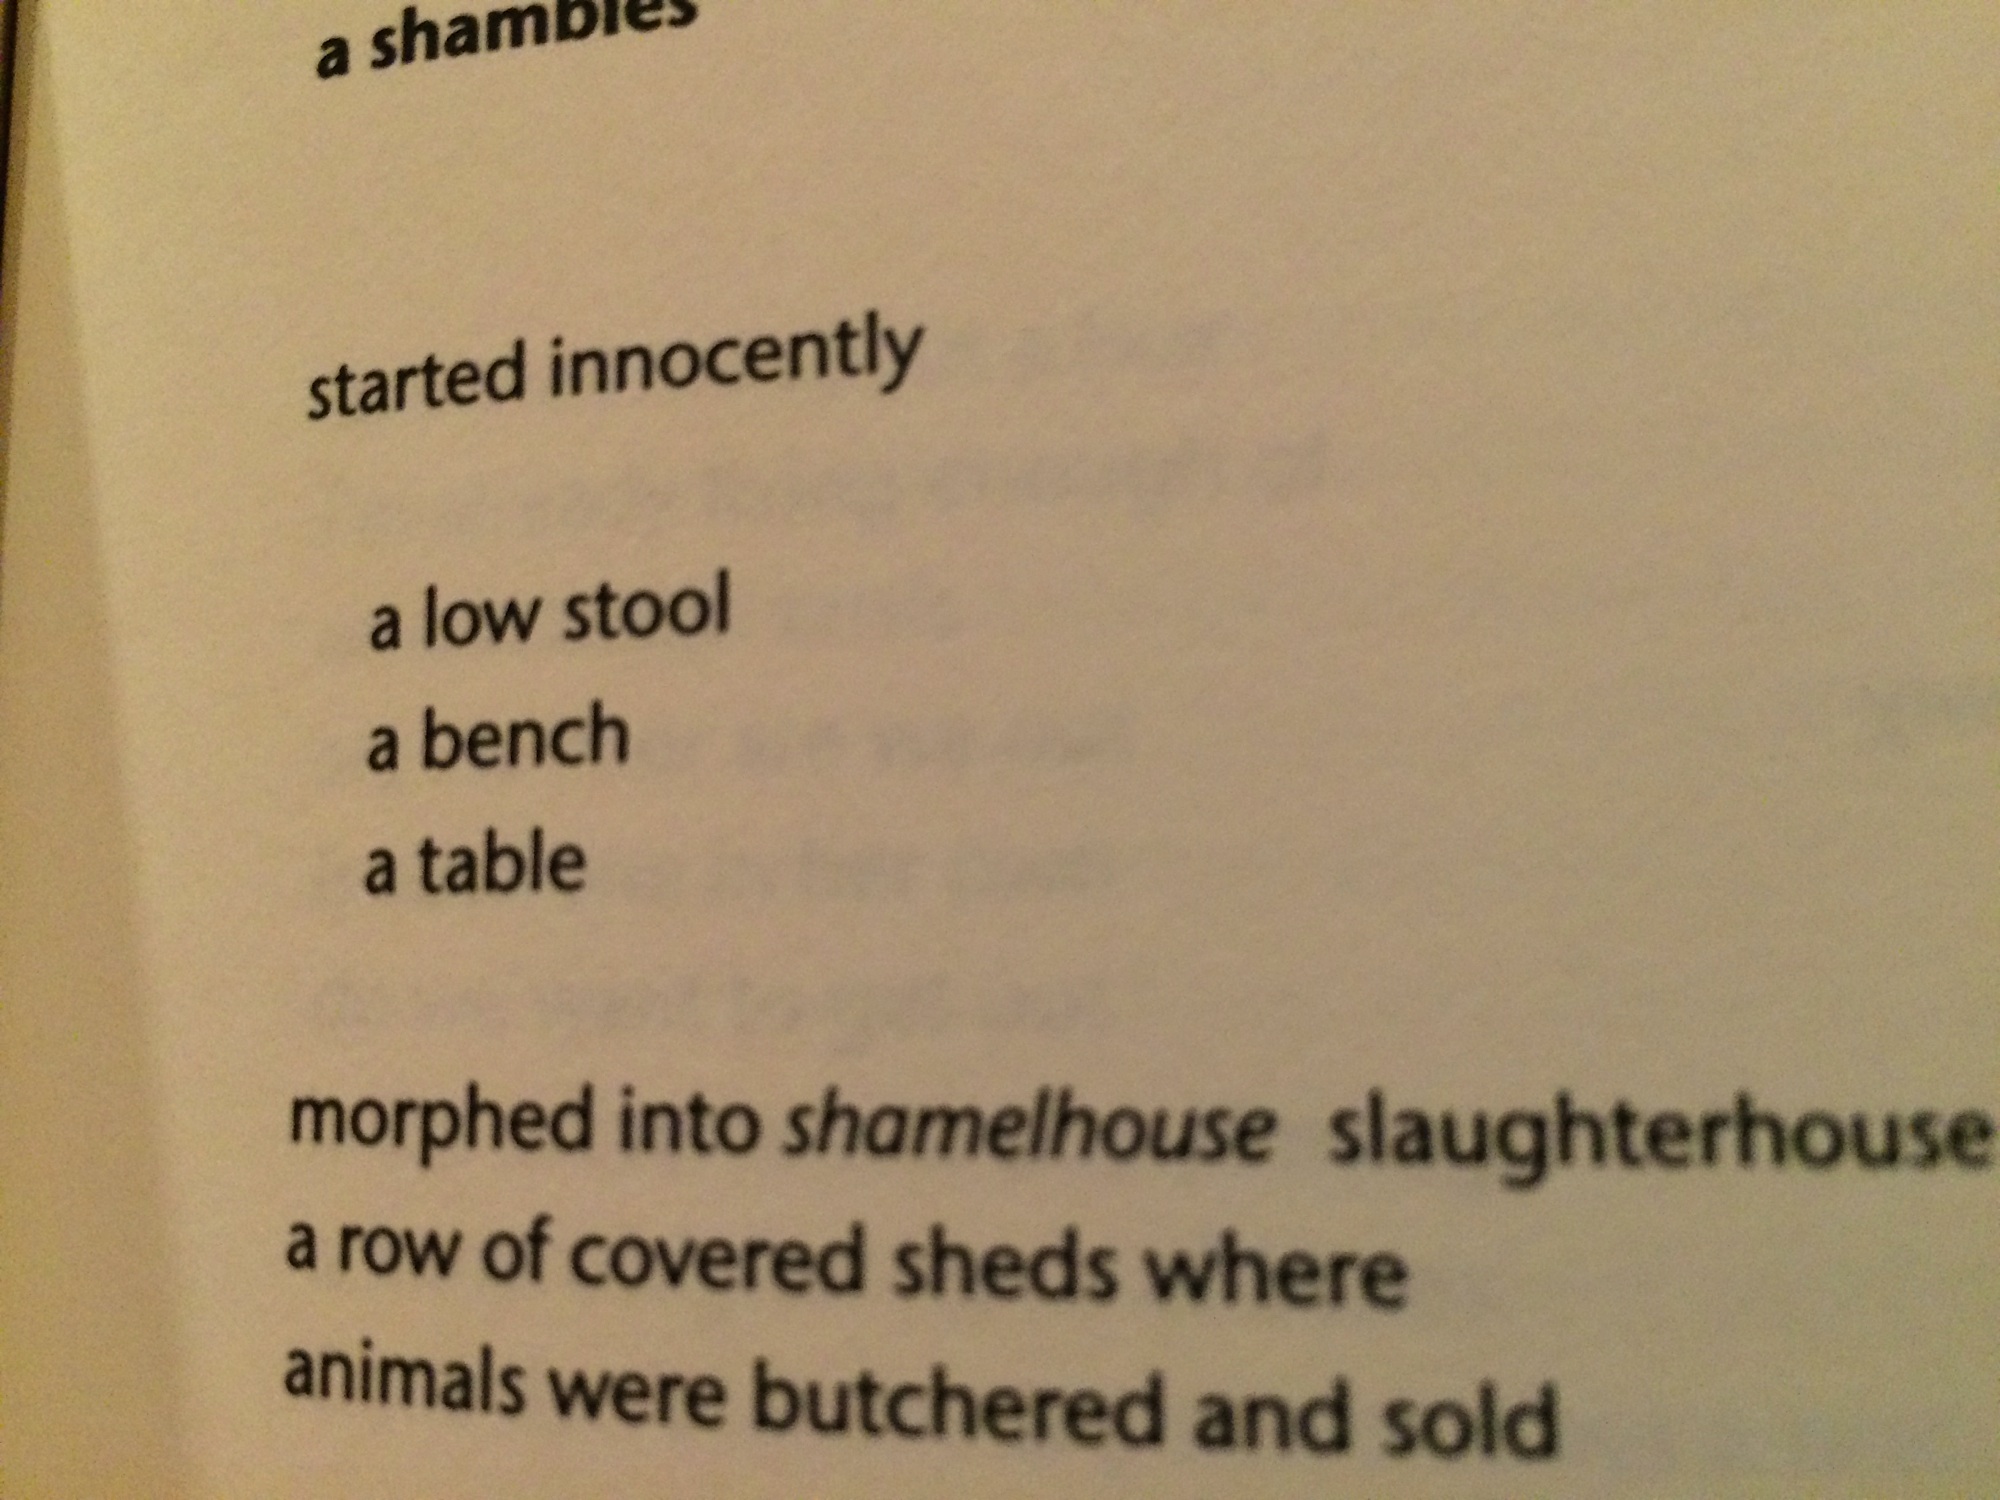 a shambles
started innocently
a low stool
a bench
a table
morphed into shamelhouse slaughterhouse
a row of covered sheds where
animals were butchered and sold